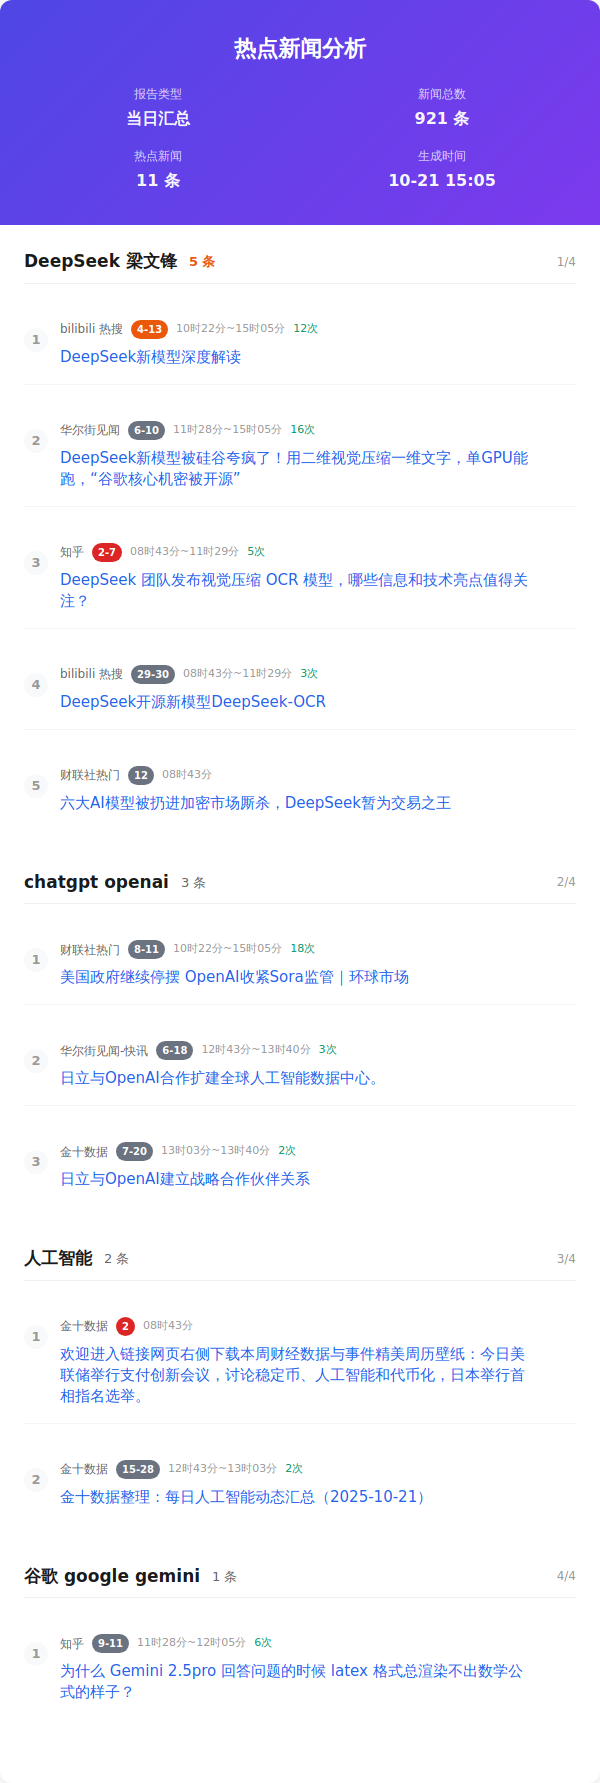 热点新闻分析
报告类型
当日汇总
新闻总数
921 条
热点新闻
11 条
生成时间
10-21 15:05
DeepSeek 梁文锋 5 条 1/4
1 bilibili 热搜 4-13 10时22分~15时05分 12次
DeepSeek新模型深度解读
2 华尔街见闻 6-10 11时28分~15时05分 16次
DeepSeek新模型被硅谷夸疯了！用二维视觉压缩一维文字，单GPU能
跑，“谷歌核心机密被开源”
3 知乎 2-7 08时43分~11时29分 5次
DeepSeek 团队发布视觉压缩 OCR 模型，哪些信息和技术亮点值得关
注？
4 bilibili 热搜 29-30 08时43分~11时29分 3次
DeepSeek开源新模型DeepSeek-OCR
5 财联社热门 12 08时43分
六大AI模型被扔进加密市场厮杀，DeepSeek暂为交易之王
chatgpt openai 3 条 2/4
1 财联社热门 8-11 10时22分~15时05分 18次
美国政府继续停摆 OpenAI收紧Sora监管｜环球市场
2 华尔街见闻-快讯 6-18 12时43分~13时40分 3次
日立与OpenAI合作扩建全球人工智能数据中心。
3 金十数据 7-20 13时03分~13时40分 2次
日立与OpenAI建立战略合作伙伴关系
人工智能 2 条 3/4
1 金十数据 2 08时43分
欢迎进入链接网页右侧下载本周财经数据与事件精美周历壁纸：今日美
联储举行支付创新会议，讨论稳定币、人工智能和代币化，日本举行首
相指名选举。
2 金十数据 15-28 12时43分~13时03分 2次
金十数据整理：每日人工智能动态汇总（2025-10-21）
谷歌 google gemini 1 条 4/4
1 知乎 9-11 11时28分~12时05分 6次
为什么 Gemini 2.5pro 回答问题的时候 latex 格式总渲染不出数学公
式的样子？